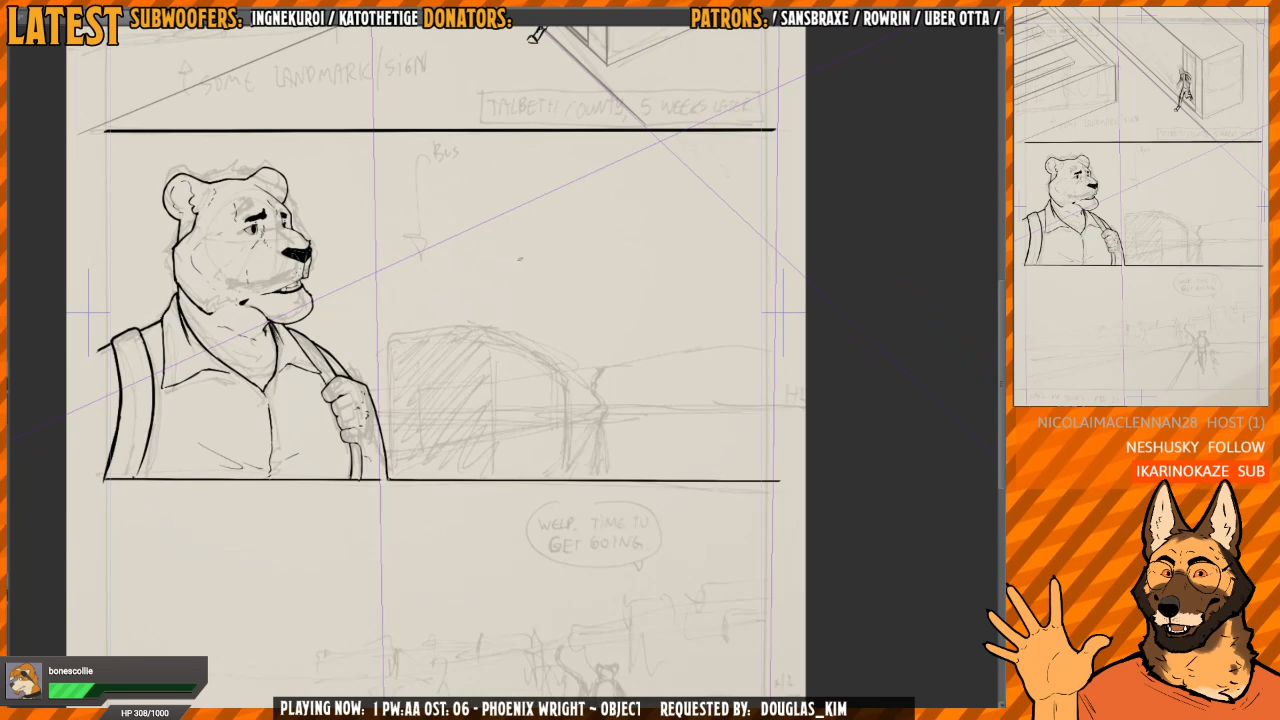 LATEST SUBWOOFERS: INGNEKUROI / KATOTHETIGE DONATORS: PATRONS: / SANSBRAXE / ROWRIN / UBER OTTA /
SOME LANDMARK/SIGN
TALBETH COUNTY, 5 WEEKS LATER
BUS
WELP. TIME TO
GET GOING.
NICOLAIMACLENNAN28 HOST (1)
NESHUSKY FOLLOW
IKARINOKAZE SUB
bonescollie
HP 308/1000
PLAYING NOW: 1 PW:AA OST: 06 - PHOENIX WRIGHT ~ OBJECT REQUESTED BY: DOUGLAS_KIM